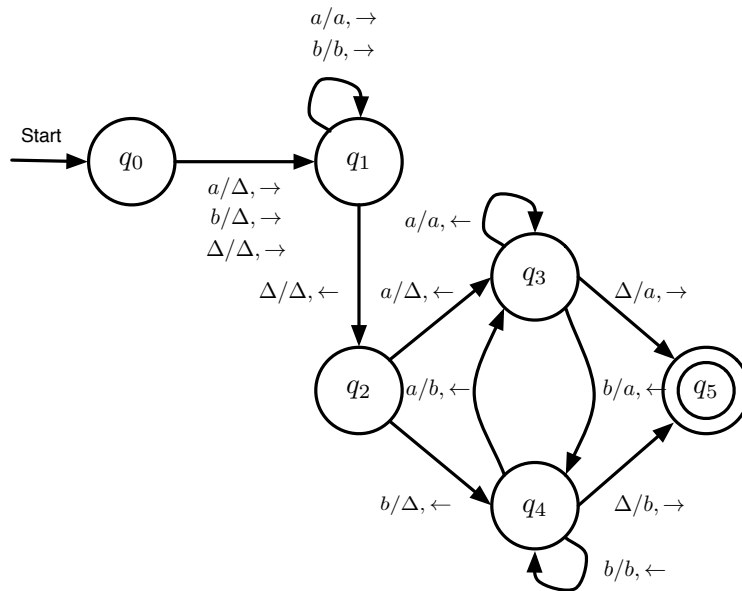 a/a, →
b/b, →
Start
q₀
q₁
a/Δ, →
b/Δ, →
Δ/Δ, →
a/a, ←
q₃
Δ/Δ, ←
a/Δ, ←
Δ/a, →
q₂
a/b, ←
b/a, ←
q₅
b/Δ, ←
q₄
Δ/b, →
b/b, ←